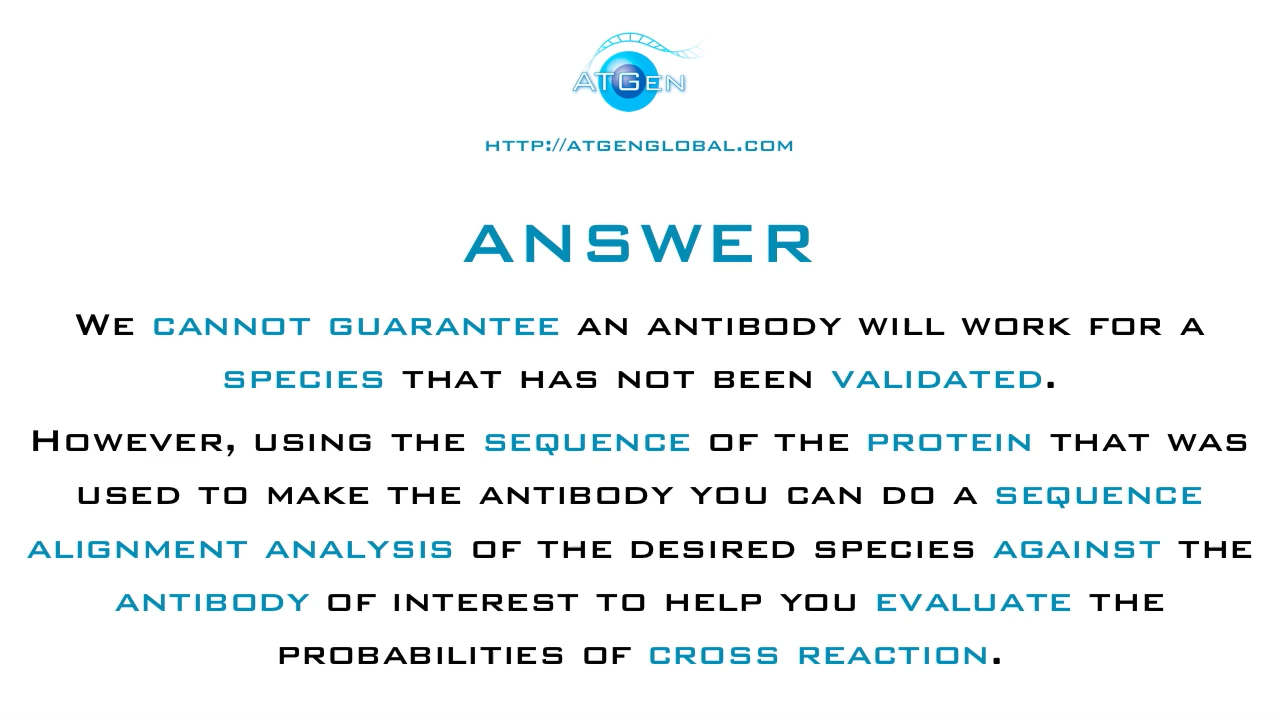 ATGen
http://atgenglobal.com
ANSWER
We cannot guarantee an antibody will work for a
species that has not been validated.
However, using the sequence of the protein that was
used to make the antibody you can do a sequence
alignment analysis of the desired species against the
antibody of interest to help you evaluate the
probabilities of cross reaction.